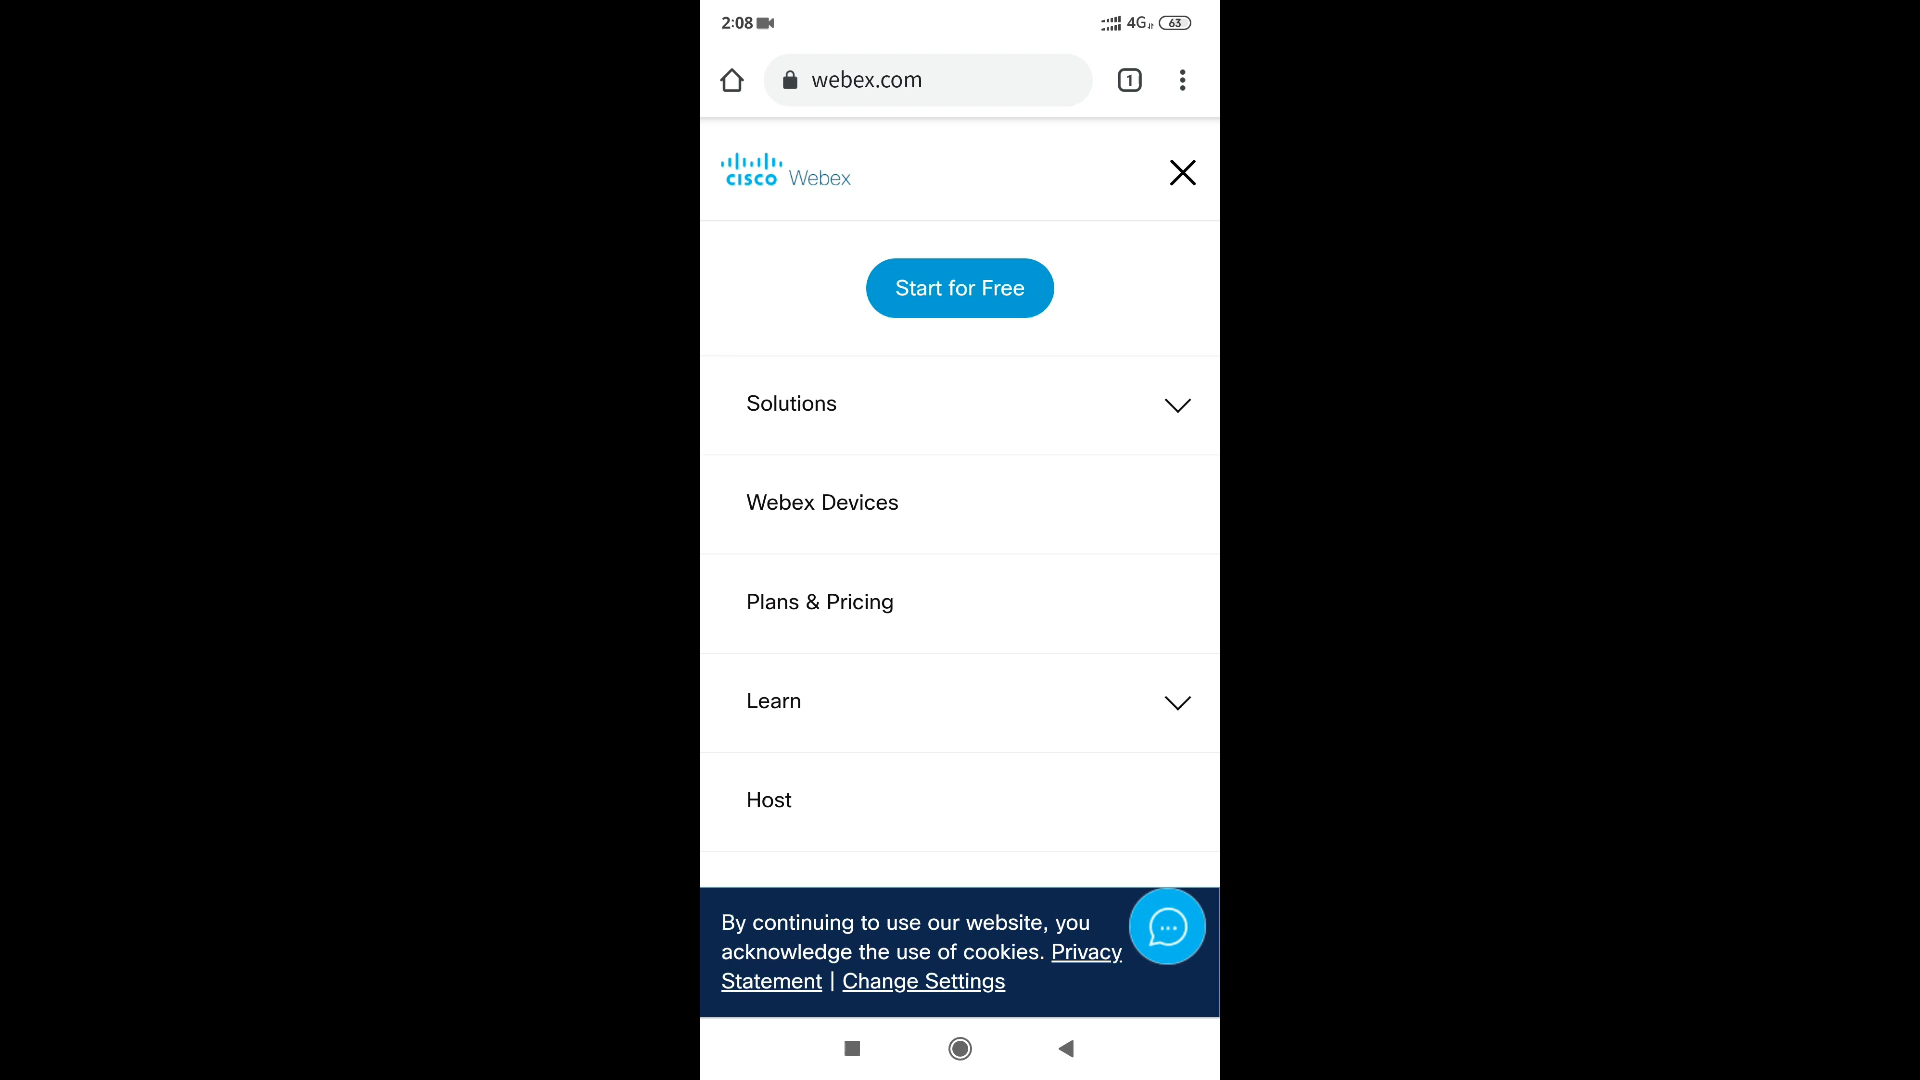 2:08 4G 63
webex.com 1
CISCO Webex
Start for Free
Solutions
Webex Devices
Plans & Pricing
Learn
Host
By continuing to use our website, you
acknowledge the use of cookies. Privacy
Statement | Change Settings